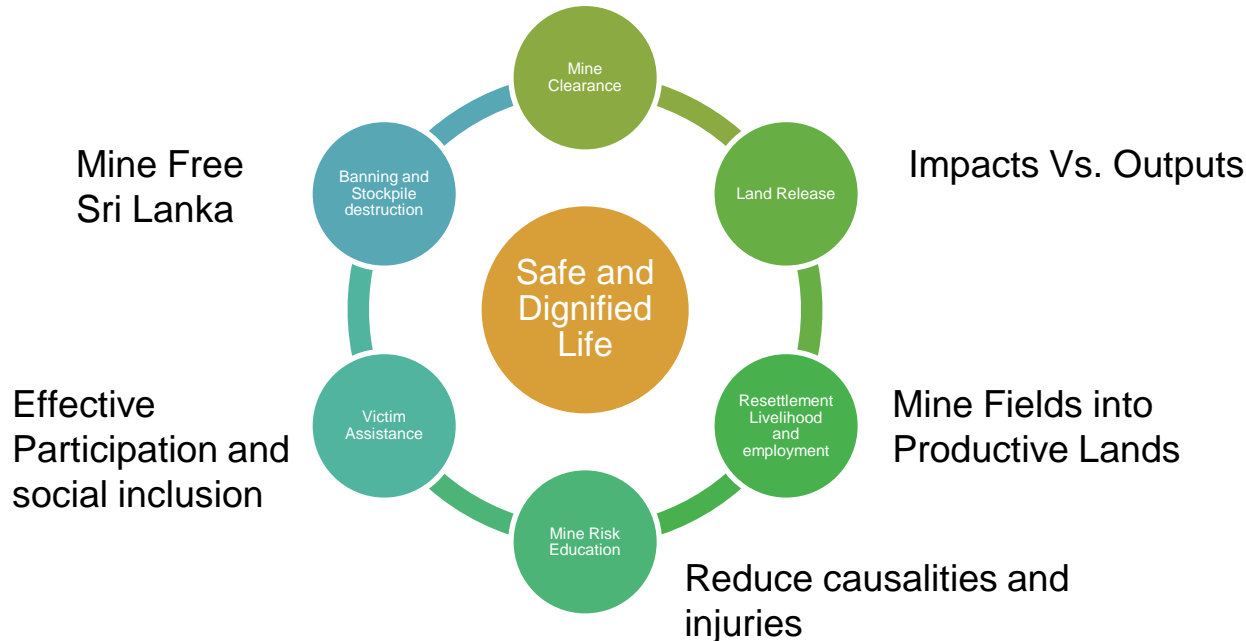 Mine
Clearance
Mine Free
Sri Lanka
Banning and
Stockpile
destruction
Land Release
Impacts Vs. Outputs
Safe and
Dignified
Life
Effective
Participation and
social inclusion
Victim
Assistance
Resettlement
Livelihood
and
employment
Mine Fields into
Productive Lands
Mine Risk
Education
Reduce causalities and
injuries